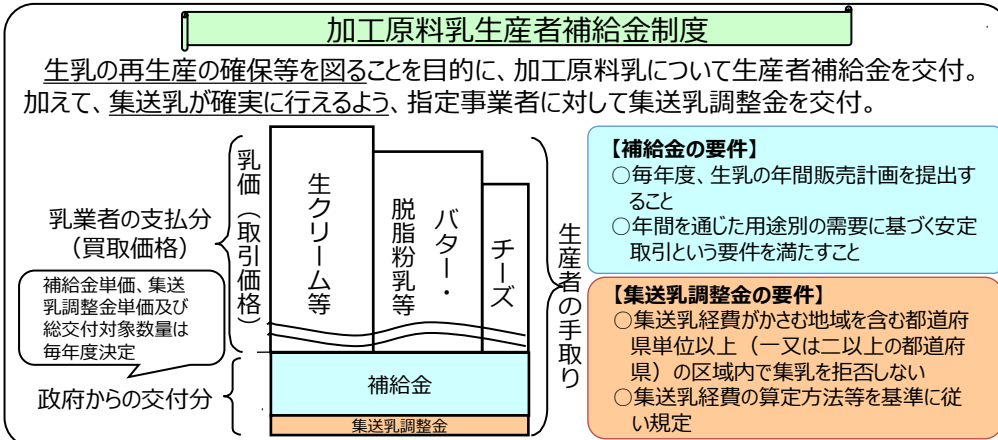 加工原料乳生産者補給金制度
生乳の再生産の確保等を図ることを目的に、加工原料乳について生産者補給金を交付。
加えて、集送乳が確実に行えるよう、指定事業者に対して集送乳調整金を交付。
乳業者の支払分
（買取価格）
補給金単価、集送
乳調整金単価及び
総交付対象数量は
毎年度決定
政府からの交付分
乳価（取引価格）
生クリーム等
バター・
脱脂粉乳等
チーズ
補給金
集送乳調整金
生産者の手取り
【補給金の要件】
○毎年度、生乳の年間販売計画を提出す
ること
○年間を通じた用途別の需要に基づく安定
取引という要件を満たすこと
【集送乳調整金の要件】
○集送乳経費がかさむ地域を含む都道府
県単位以上（一又は二以上の都道府
県）の区域内で集乳を拒否しない
○集送乳経費の算定方法等を基準に従
い規定